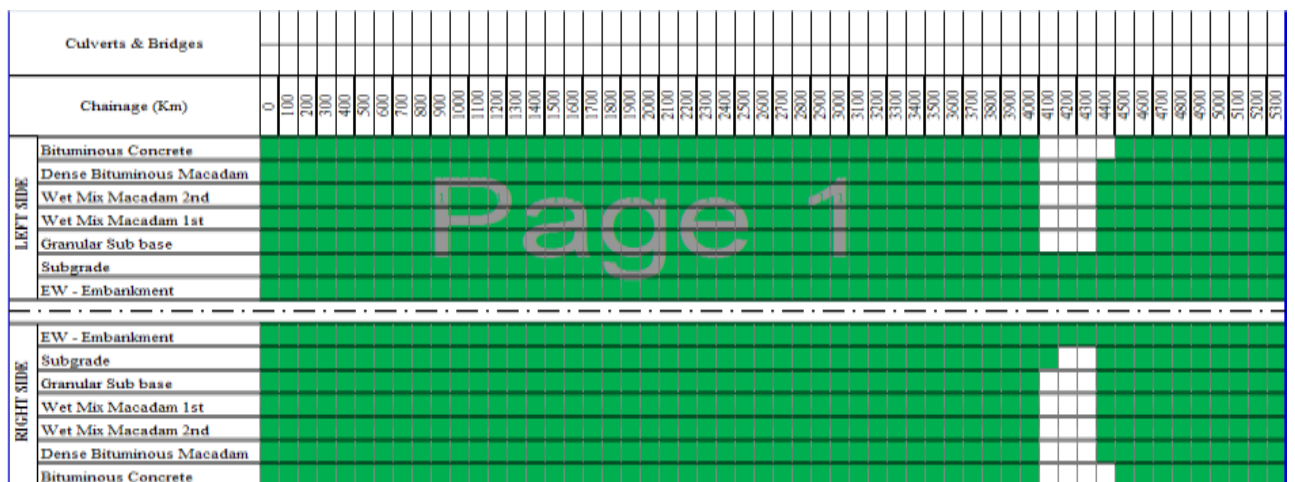 Culverts & Bridges
Chainage (Km) 0 100 200 300 400 500 600 700 800 900 1000 1100 1200 1300 1400 1500 1600 1700 1800 1900 2000 2100 2200 2300 2400 2500 2600 2700 2800 2900 3000 3100 3200 3300 3400 3500 3600 3700 3800 3900 4000 4100 4200 4300 4400 4500 4600 4700 4800 4900 5000 5100 5200 5300
LEFT SIDE
Bituminous Concrete
Dense Bituminous Macadam
Wet Mix Macadam 2nd
Wet Mix Macadam 1st
Granular Sub base
Subgrade
EW - Embankment
Page 1
RIGHT SIDE
EW - Embankment
Subgrade
Granular Sub base
Wet Mix Macadam 1st
Wet Mix Macadam 2nd
Dense Bituminous Macadam
Bituminous Concrete